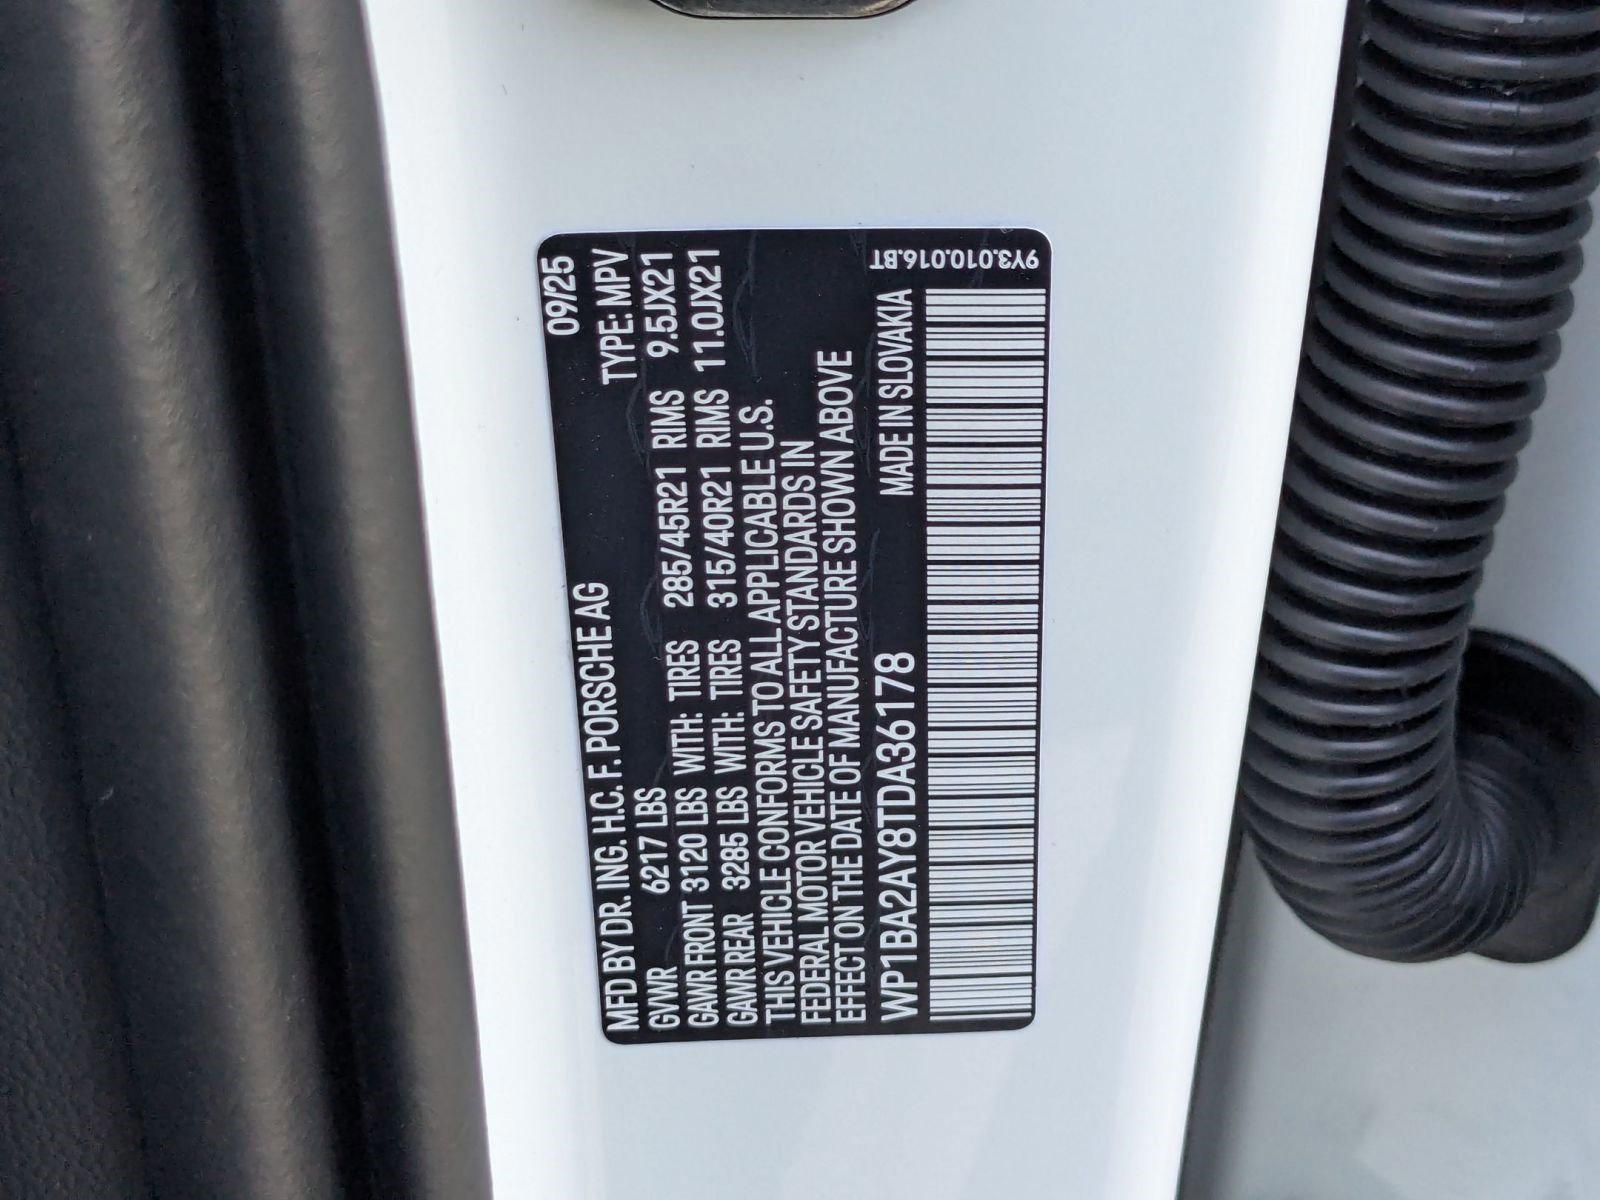 MFD BY DR. ING. H.C. F. PORSCHE AG 09/25
GVWR 6217 LBS TYPE: MPV
GAWR FRONT 3120 LBS WITH: TIRES 285/45R21 RIMS 9.5JX21
GAWR REAR 3285 LBS WITH: TIRES 315/40R21 RIMS 11.0JX21
THIS VEHICLE CONFORMS TO ALL APPLICABLE U.S.
FEDERAL MOTOR VEHICLE SAFETY STANDARDS IN
EFFECT ON THE DATE OF MANUFACTURE SHOWN ABOVE
WP1BA2AY8TDA36178 MADE IN SLOVAKIA
9Y3.010.016.BT